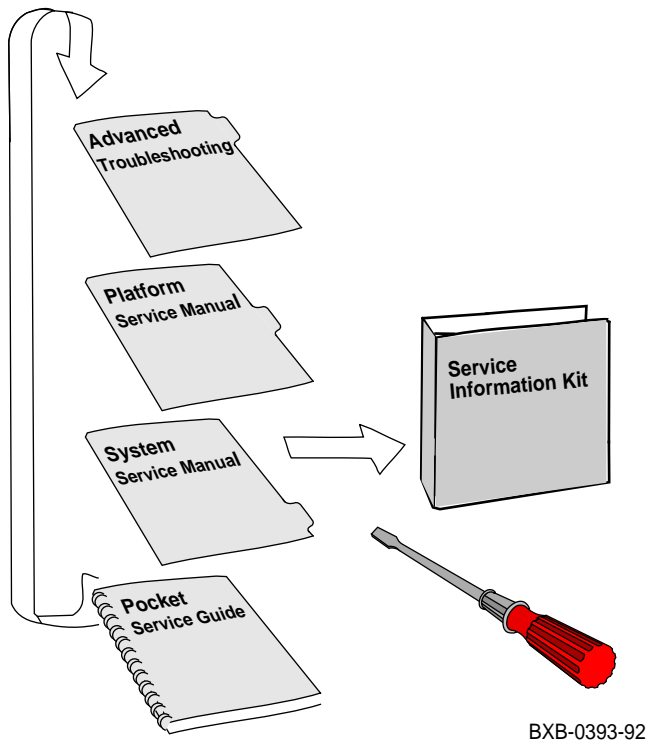 Advanced
Troubleshooting
Platform
Service Manual
Service
Information Kit
System
Service Manual
Pocket
Service Guide
BXB-0393-92